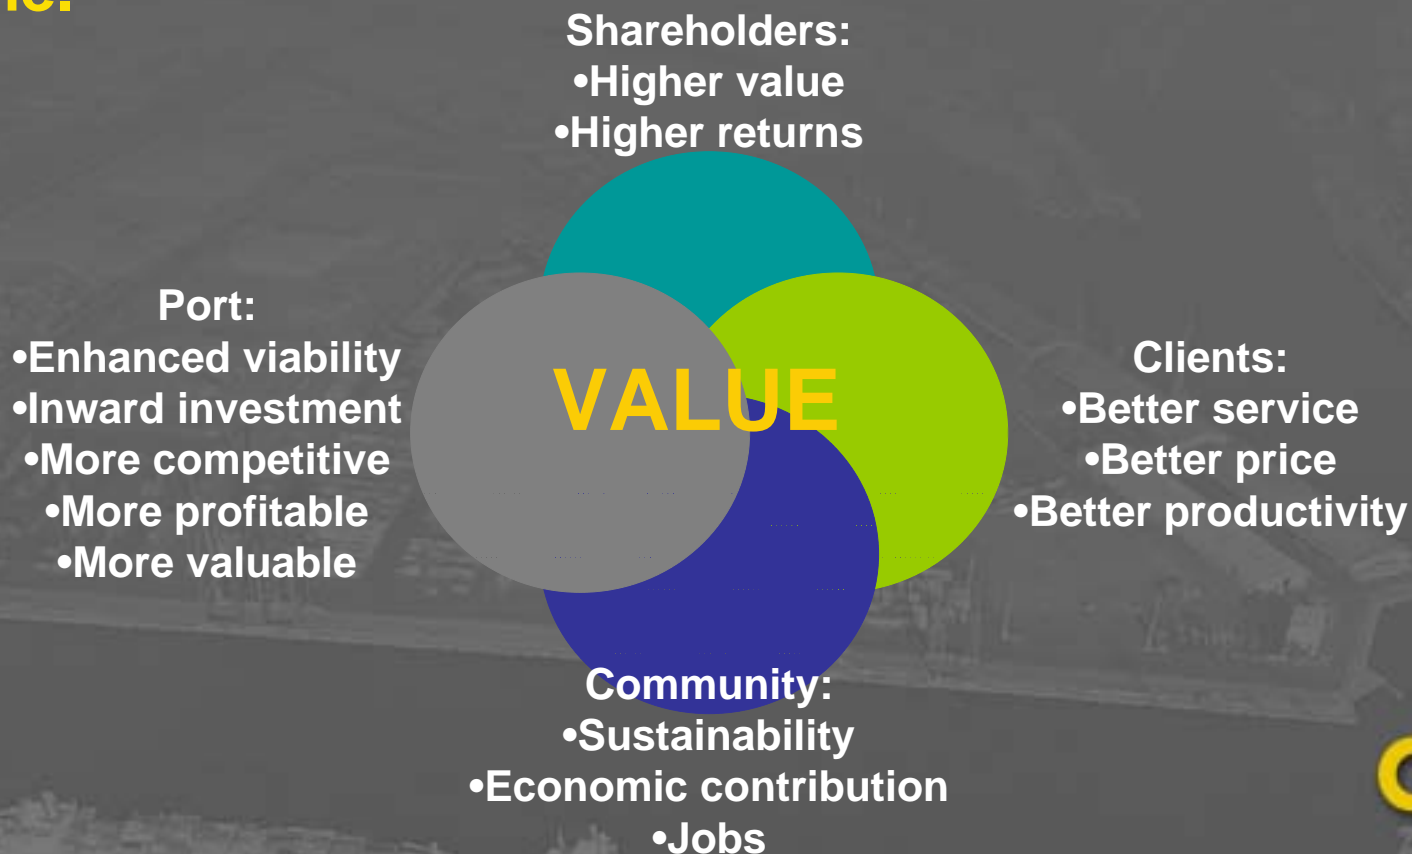 Shareholders:
•Higher value
•Higher returns
Port:
•Enhanced viability
•Inward investment
•More competitive
•More profitable
•More valuable
VALUE
Clients:
•Better service
•Better price
•Better productivity
Community:
•Sustainability
•Economic contribution
•Jobs